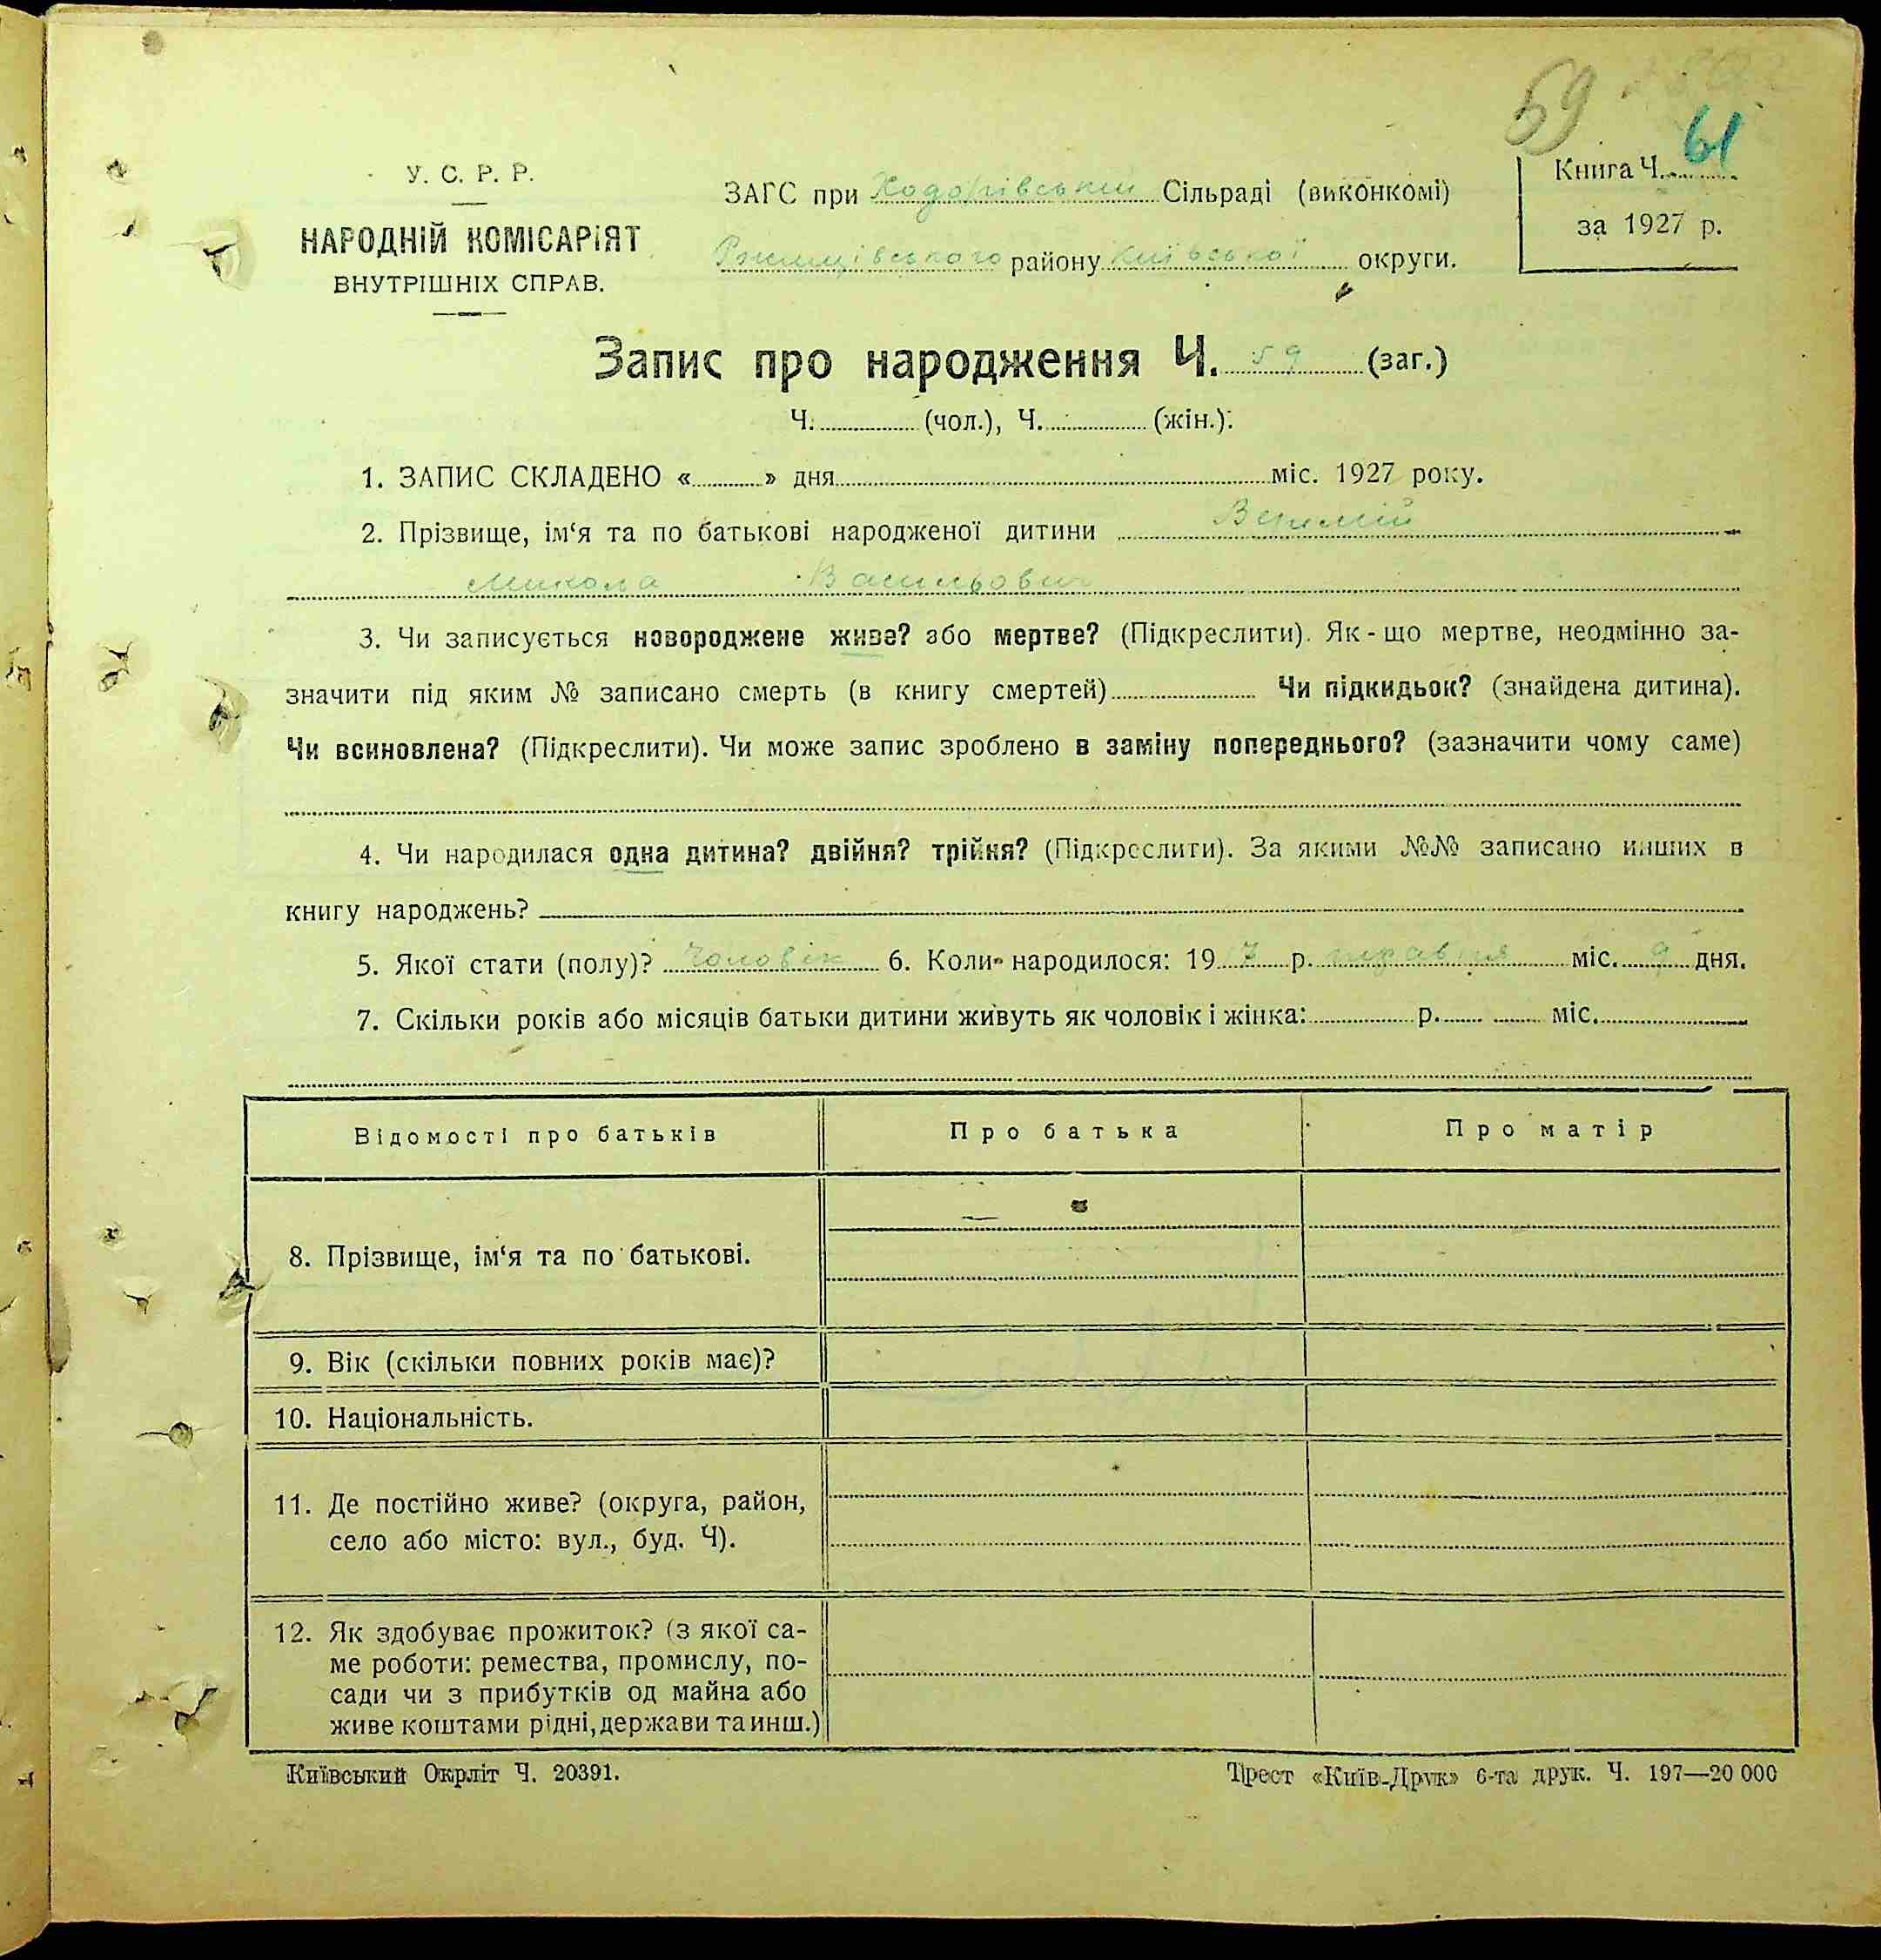 59
61
У. С. Р. Р.
НАРОДНІЙ КОМІСАРІЯТ
ВНУТРІШНІХ СПРАВ.
ЗАГС при Ходорівській Сільраді (виконкомі)
Ржищівського району Київської округи.
Книга Ч..........
за 1927 р.
Запис про народження Ч. 59 (заг.)
Ч. (чол.), Ч. (жін.).
1. ЗАПИС СКЛАДЕНО «......» дня міс. 1927 року.
2. Прізвище, ім‘я та по батькові народженої дитини
Микола Васильович
3. Чи записується новороджене живе? або мертве? (Підкреслити). Як-що мертве, неодмінно за-
значити під яким № записано смерть (в книгу смертей) Чи підкидьок? (знайдена дитина).
Чи всиновлена? (Підкреслити). Чи може запис зроблено в заміну попереднього? (зазначити чому саме)
4. Чи народилася одна дитина? двійня? трійня? (Підкреслити). За якими №№ записано инших в
книгу народжень?
5. Якої стати (полу)? Чоловік 6. Коли народилося: 19 17 р. травня міс. 9 дня.
7. Скільки років або місяців батьки дитини живуть як чоловік і жінка: р. міс.
Відомості про батьків Про батька Про матір
8. Прізвище, ім‘я та по батькові.
9. Вік (скільки повних років має)?
10. Національність.
11. Де постійно живе? (округа, район,
село або місто: вул., буд. Ч).
12. Як здобуває прожиток? (з якої са-
ме роботи: ремества, промислу, по-
сади чи з прибутків од майна або
живе коштами рідні, держави та инш.)
Київський Окрліт Ч. 20391.
Трест «Київ-Друк» 6-та друк. Ч. 197—20 000